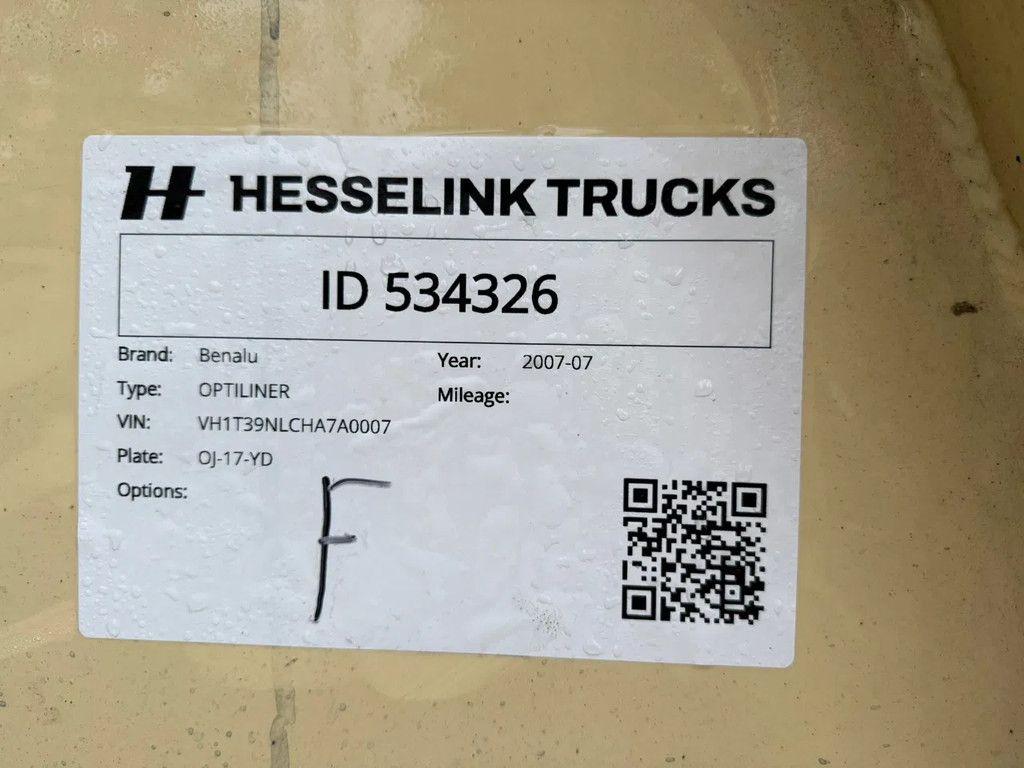 H HESSELINK TRUCKS
ID 534326
Brand: Benalu Year: 2007-07
Type: OPTILINER Mileage:
VIN: VH1T39NLCHA7A0007
Plate: OJ-17-YD
Options:
F